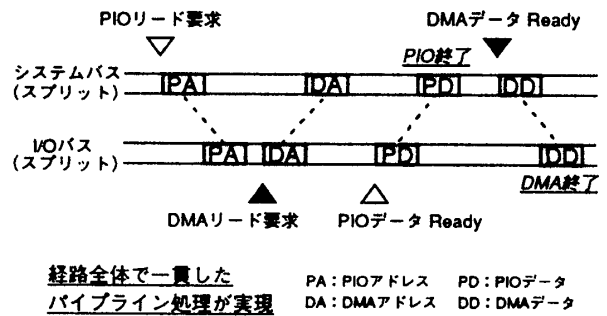 PIOリード要求
DMAデータ Ready
PIO終了
システムバス
(スプリット)
PA
DA
PD
DD
I/Oバス
(スプリット)
PA
DA
PD
DD
DMA終了
DMAリード要求
PIOデータ Ready
経路全体で一貫した
パイプライン処理が実現
PA：PIOアドレス
PD：PIOデータ
DA：DMAアドレス
DD：DMAデータ